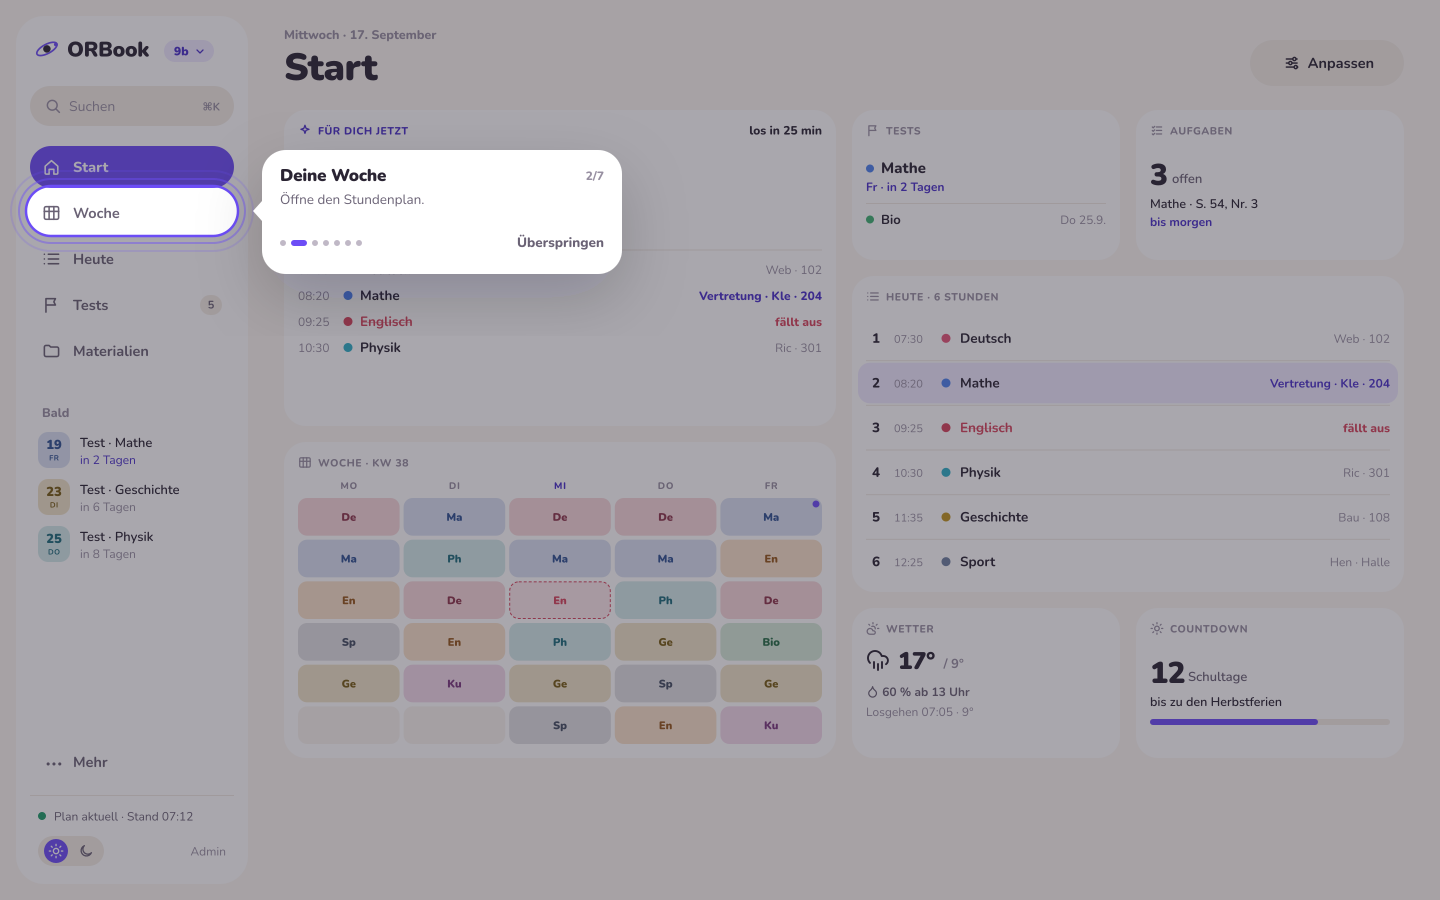 ORBook 9b
Suchen ⌘K
Start
Woche
Heute
Tests 5
Materialien
Bald
19 FR Test · Mathe
in 2 Tagen
23 DI Test · Geschichte
in 6 Tagen
25 DO Test · Physik
in 8 Tagen
Mehr
Plan aktuell · Stand 07:12
Admin
Mittwoch · 17. September
Start
Anpassen
FÜR DICH JETZT los in 25 min
Deine Woche 2/7
Öffne den Stundenplan.
Überspringen
Web · 102
08:20 Mathe Vertretung · Kle · 204
09:25 Englisch fällt aus
10:30 Physik Ric · 301
WOCHE · KW 38
MO DI MI DO FR
De Ma De De Ma
Ma Ph Ma Ma En
En De En Ph De
Sp En Ph Ge Bio
Ge Ku Ge Sp Ge
Sp En Ku
TESTS
Mathe
Fr · in 2 Tagen
Bio Do 25.9.
AUFGABEN
3 offen
Mathe · S. 54, Nr. 3
bis morgen
HEUTE · 6 STUNDEN
1 07:30 Deutsch Web · 102
2 08:20 Mathe Vertretung · Kle · 204
3 09:25 Englisch fällt aus
4 10:30 Physik Ric · 301
5 11:35 Geschichte Bau · 108
6 12:25 Sport Hen · Halle
WETTER
17° / 9°
60 % ab 13 Uhr
Losgehen 07:05 · 9°
COUNTDOWN
12 Schultage
bis zu den Herbstferien